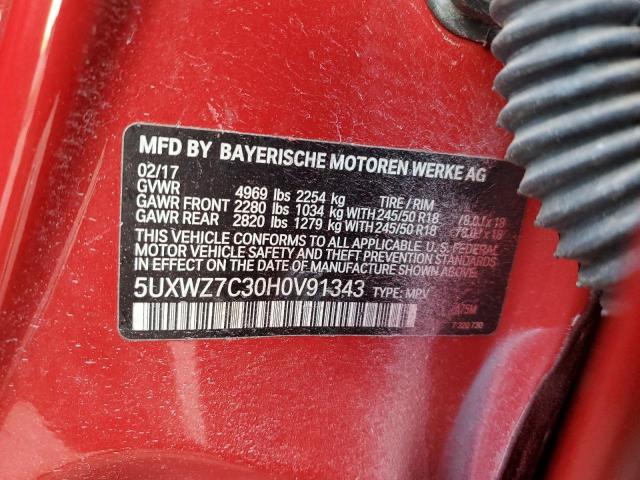 MFD BY BAYERISCHE MOTOREN WERKE AG
02/17
GVWR 4969 lbs 2254 kg TIRE / RIM
GAWR FRONT 2280 lbs 1034 kg WITH 245/50 R18
GAWR REAR 2820 lbs 1279 kg WITH 245/50 R18
THIS VEHICLE CONFORMS TO ALL APPLICABLE U.S. FEDERAL
MOTOR VEHICLE SAFETY AND THEFT PREVENTION STANDARDS
IN EFFECT ON THE DATE OF MANUFACTURE SHOWN ABOVE.
5UXWZ7C30H0V91343 TYPE: MPV